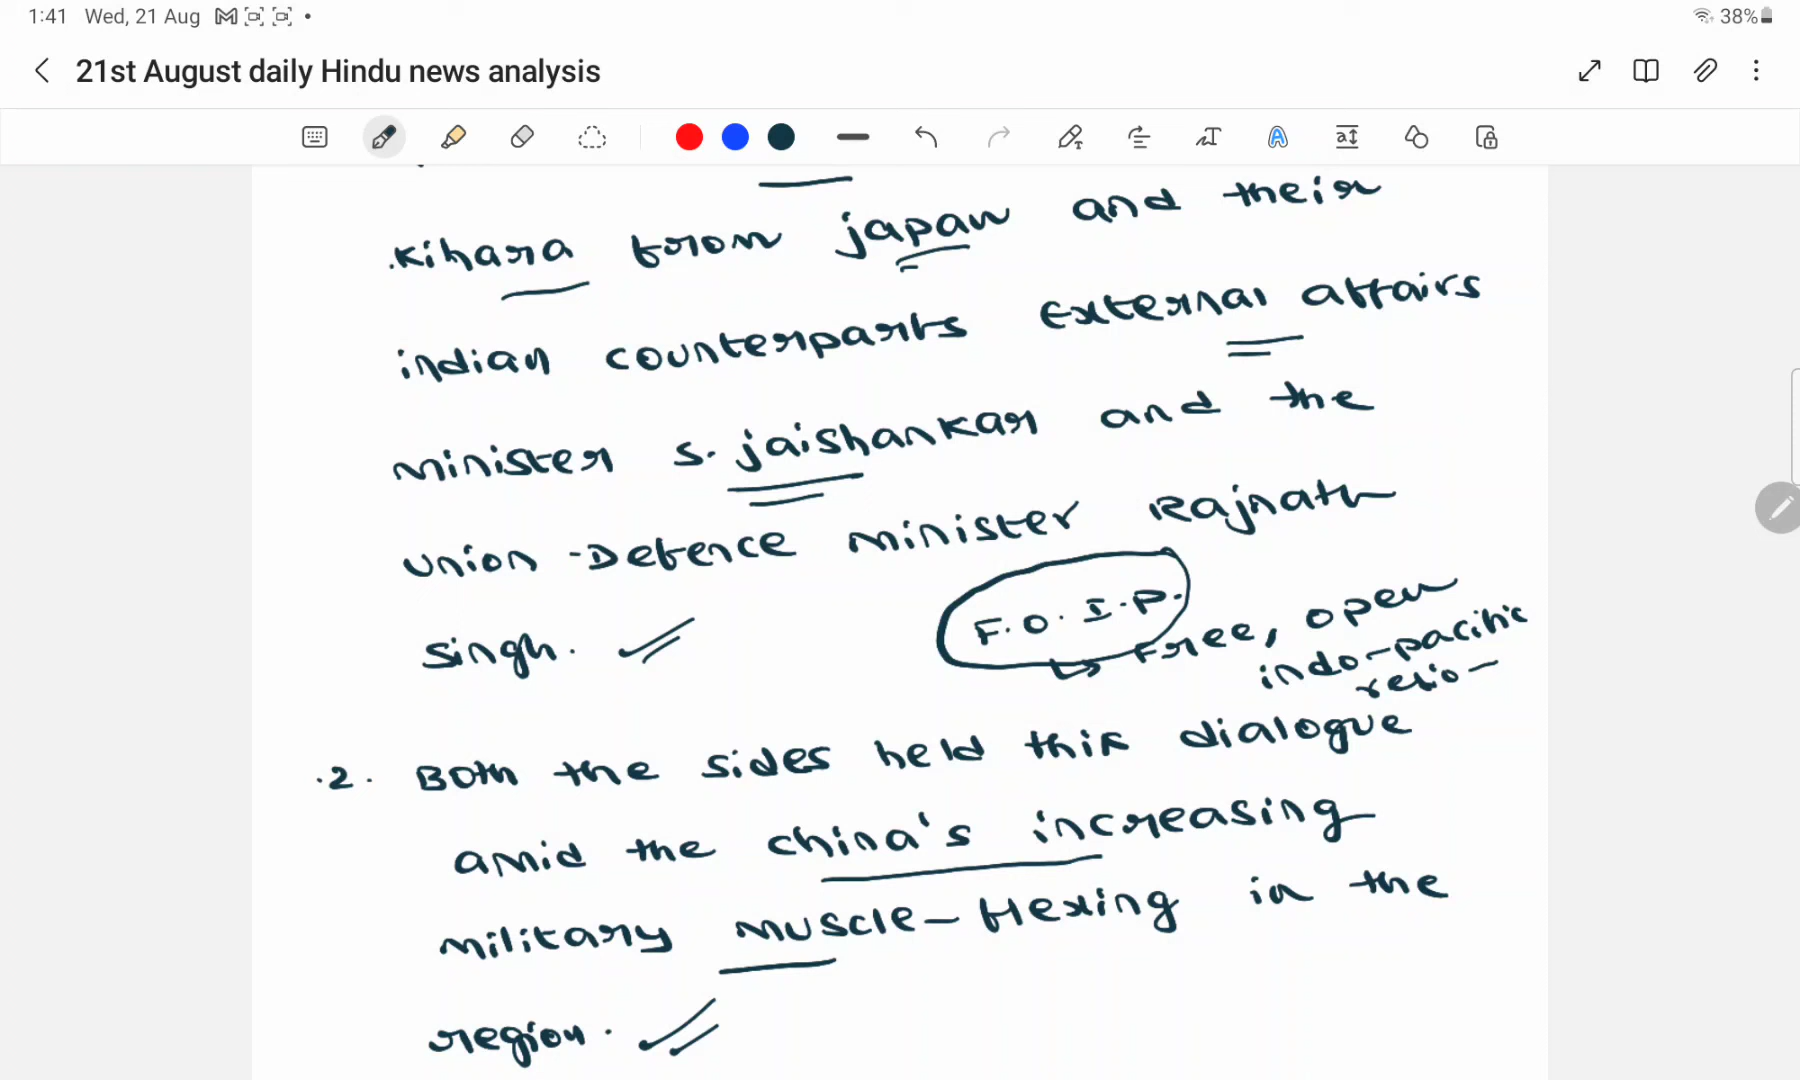 1:41 Wed, 21 Aug 38%
21st August daily Hindu news analysis
Kihara from japan and their
indian counterparts External affairs
minister s. jaishankar and the
union Defence minister Rajnath
singh.
F.O.I.P.
Free, open
indo-pacific
2. Both the sides held this dialogue
amid the china's increasing
military muscle-flexing in the
region.